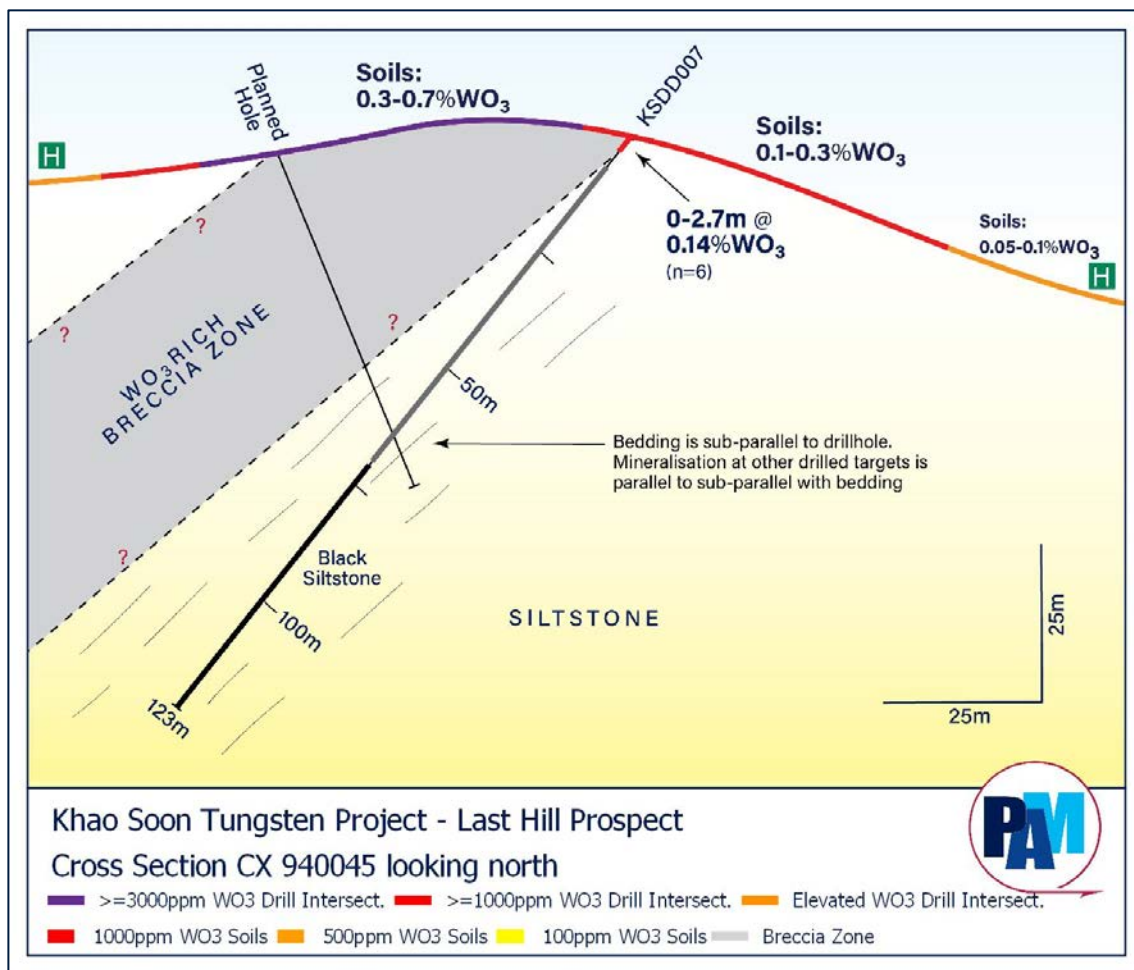 Planned
Hole
Soils:
0.3-0.7%WO₃
KSDD007
Soils:
0.1-0.3%WO₃
H
0-2.7m @
0.14%WO₃
(n=6)
Soils:
0.05-0.1%WO₃
H
?
?
?
WO₃ RICH
BRECCIA ZONE
50m
Bedding is sub-parallel to drillhole.
Mineralisation at other drilled targets is
parallel to sub-parallel with bedding
?
Black
Siltstone
100m
SILTSTONE
25m
25m
123m
Khao Soon Tungsten Project - Last Hill Prospect
Cross Section CX 940045 looking north
PAM
>=3000ppm WO3 Drill Intersect.
>=1000ppm WO3 Drill Intersect.
Elevated WO3 Drill Intersect.
1000ppm WO3 Soils
500ppm WO3 Soils
100ppm WO3 Soils
Breccia Zone